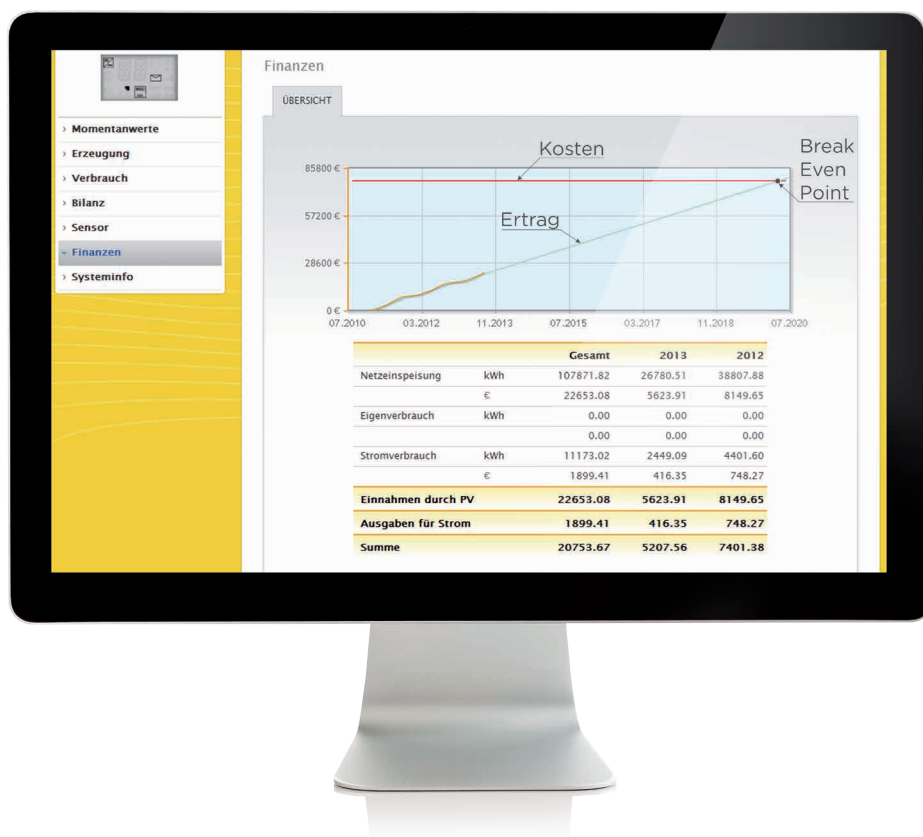 Momentanwerte
Erzeugung
Verbrauch
Bilanz
Sensor
Finanzen
Systeminfo
Finanzen
ÜBERSICHT
Kosten
Ertrag
Break
Even
Point
85800 €
57200 €
28600 €
0 €
07.2010 03.2012 11.2013 07.2015 03.2017 11.2018 07.2020
Gesamt 2013 2012
Netzeinspeisung kWh 107871.82 26780.51 38807.88
€ 22653.08 5623.91 8149.65
Eigenverbrauch kWh 0.00 0.00 0.00
0.00 0.00 0.00
Stromverbrauch kWh 11173.02 2449.09 4401.60
€ 1899.41 416.35 748.27
Einnahmen durch PV 22653.08 5623.91 8149.65
Ausgaben für Strom 1899.41 416.35 748.27
Summe 20753.67 5207.56 7401.38